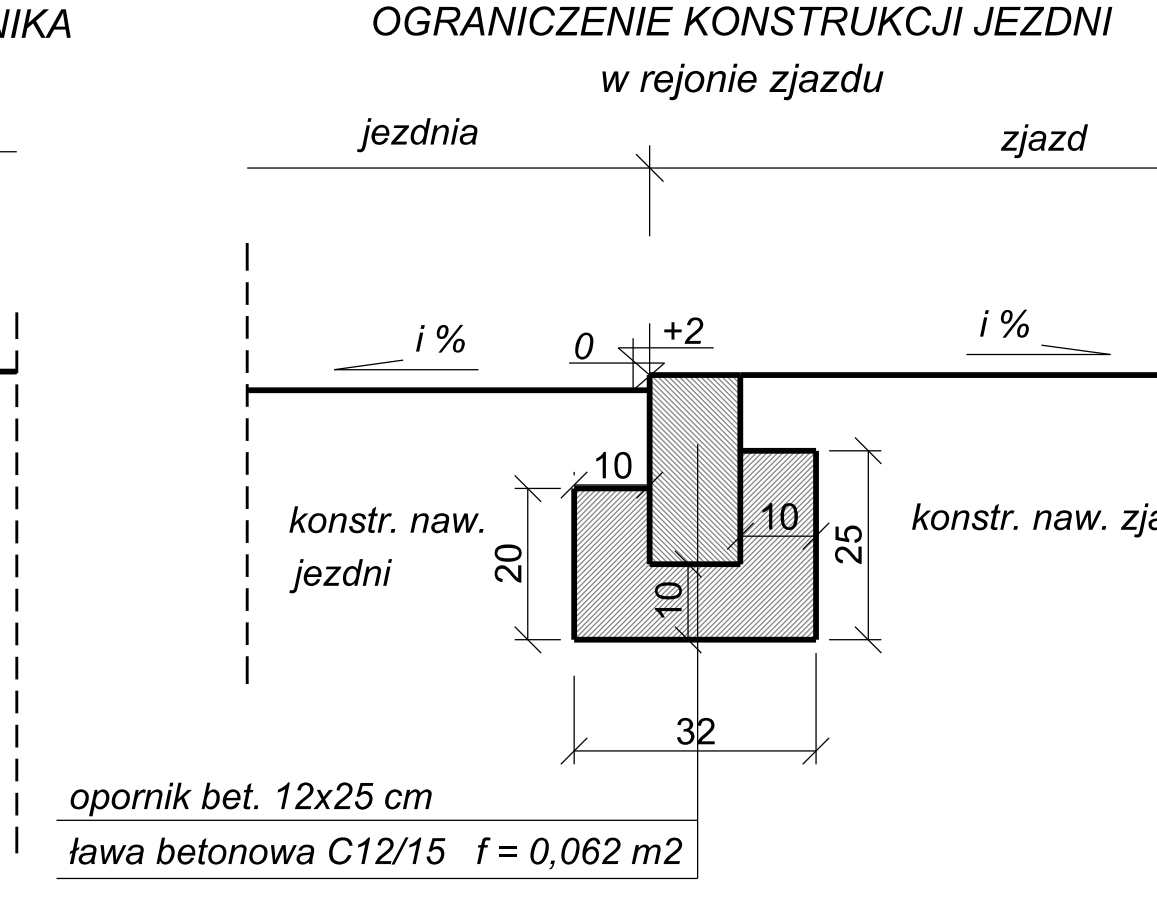 NIKA
OGRANICZENIE KONSTRUKCJI JEZDNI
w rejonie zjazdu
jezdnia
zjazd
i %
0
+2
i %
10
konstr. naw.
jezdni
20
10
10
25
konstr. naw. zja
32
opornik bet. 12x25 cm
ława betonowa C12/15 f = 0,062 m2